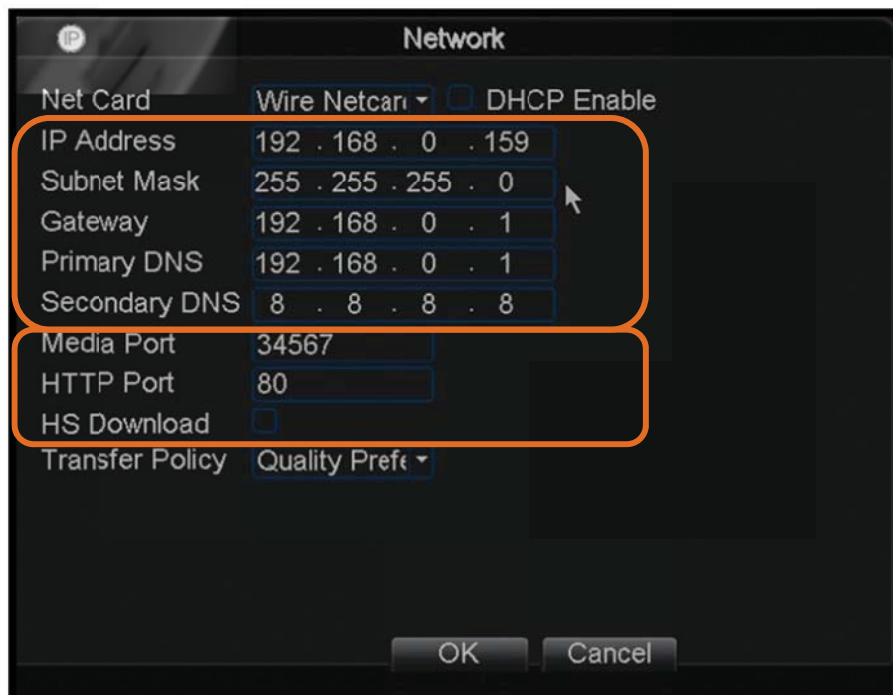 IP Network
Net Card Wire Netcar DHCP Enable
IP Address 192 . 168 . 0 . 159
Subnet Mask 255 . 255 . 255 . 0
Gateway 192 . 168 . 0 . 1
Primary DNS 192 . 168 . 0 . 1
Secondary DNS 8 . 8 . 8 . 8
Media Port 34567
HTTP Port 80
HS Download
Transfer Policy Quality Prefe
OK Cancel